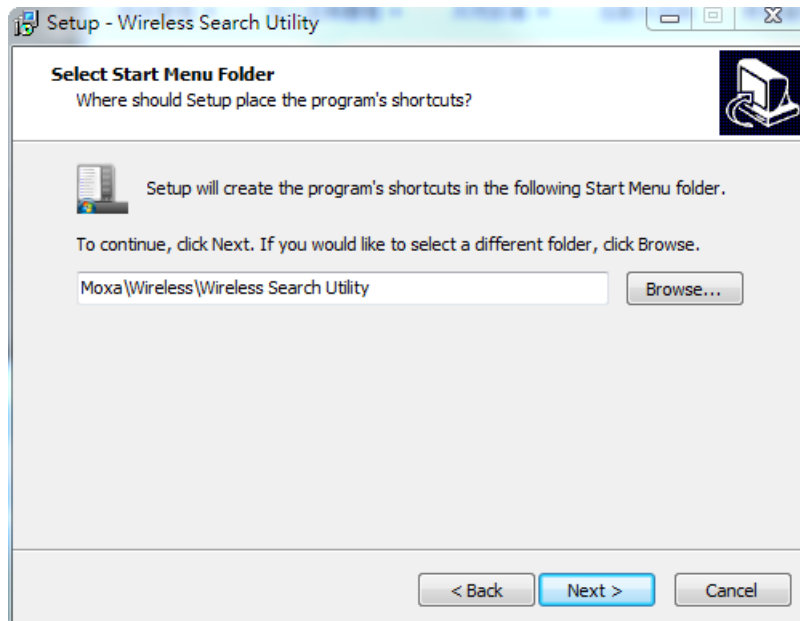 Setup - Wireless Search Utility
Select Start Menu Folder
Where should Setup place the program's shortcuts?
Setup will create the program's shortcuts in the following Start Menu folder.
To continue, click Next. If you would like to select a different folder, click Browse.
Moxa\Wireless\Wireless Search Utility
Browse...
< Back
Next >
Cancel